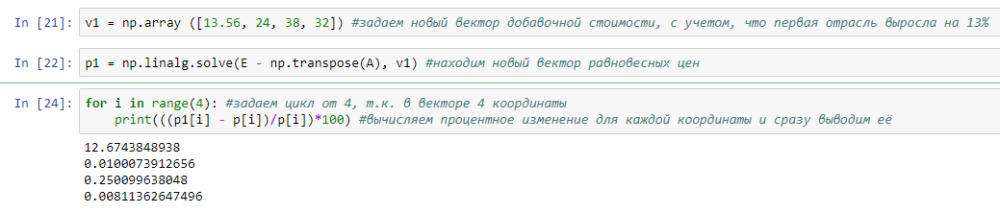 In [21]: v1 = np.array ([13.56, 24, 38, 32]) #задаем новый вектор добавочной стоимости, с учетом, что первая отрасль выросла на 13%
In [22]: p1 = np.linalg.solve(E - np.transpose(A), v1) #находим новый вектор равновесных цен
In [24]: for i in range(4): #задаем цикл от 4, т.к. в векторе 4 координаты
print(((p1[i] - p[i])/p[i])*100) #вычисляем процентное изменение для каждой координаты и сразу выводим её
12.6743848938
0.0100073912656
0.250099638048
0.00811362647496